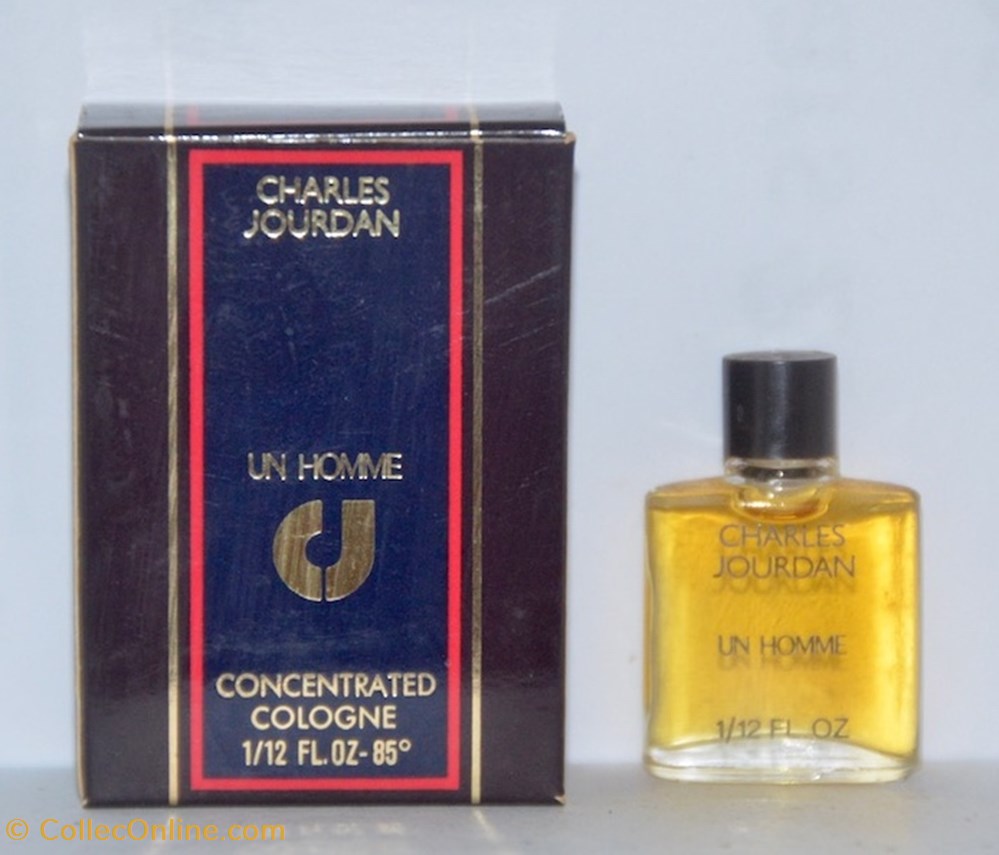 CHARLES
JOURDAN
UN HOMME
CONCENTRATED
COLOGNE
1/12 FL.OZ-85°
CHARLES
JOURDAN
UN HOMME
1/12 FL. OZ
© CollecOnline.com